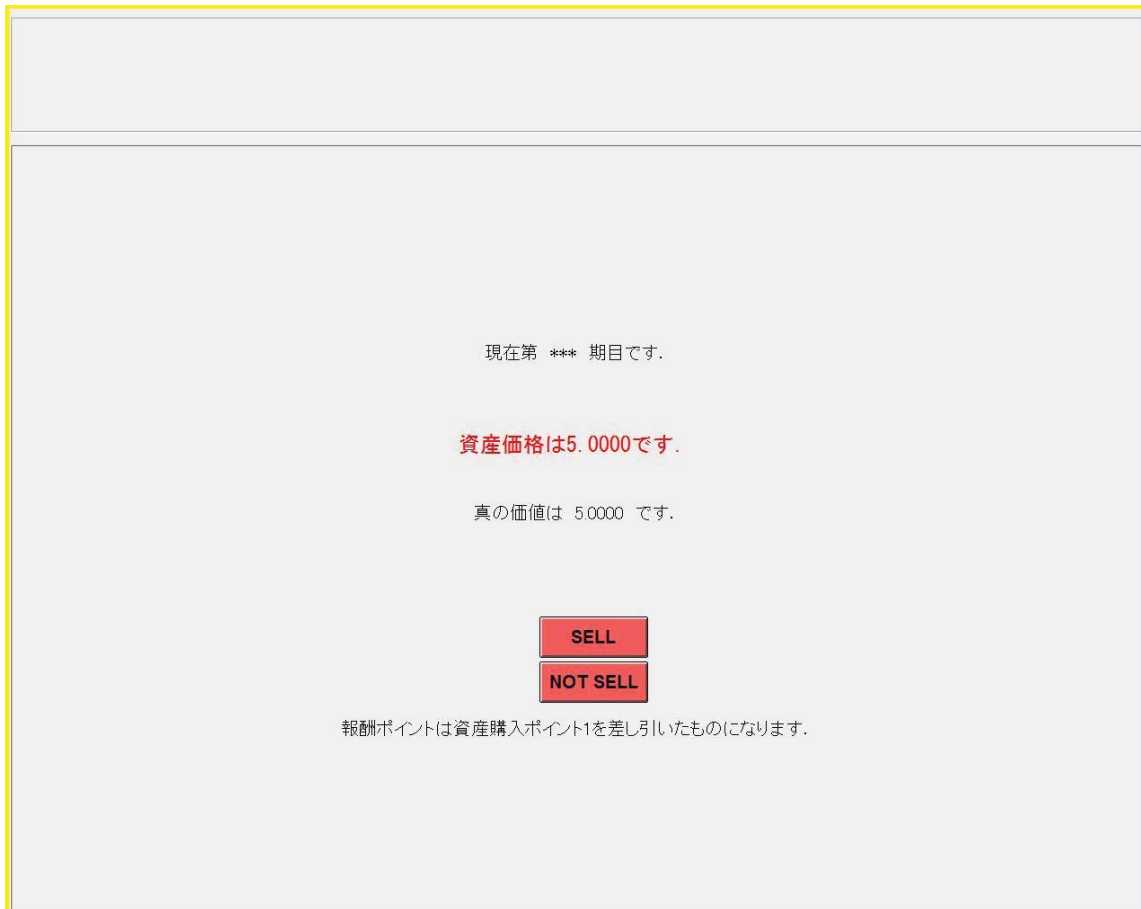 現在第 *** 期目です.
資産価格は5.0000です.
真の価値は 5.0000 です.
SELL
NOT SELL
報酬ポイントは資産購入ポイント1を差し引いたものになります.